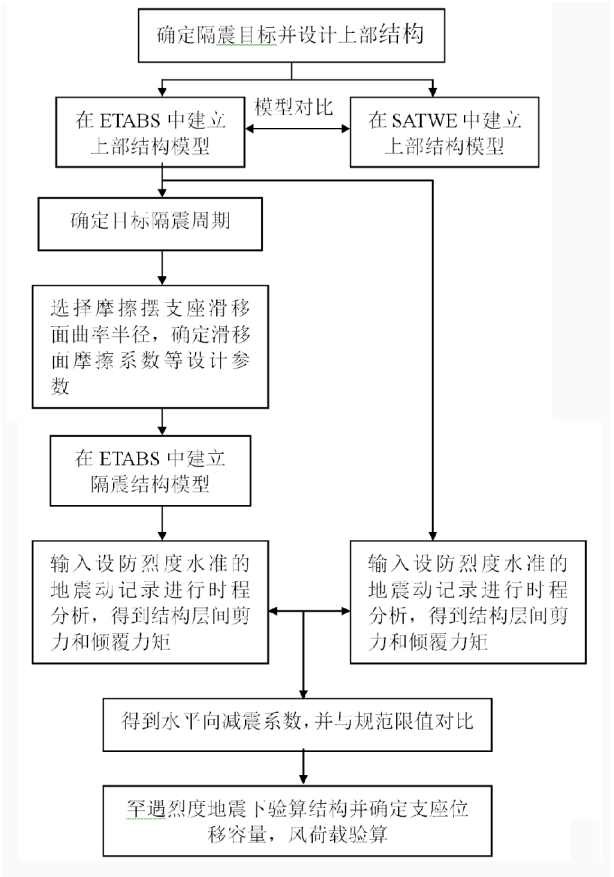 确定隔震目标并设计上部结构
在 ETABS 中建立
上部结构模型
模型对比
在 SATWE 中建立
上部结构模型
确定目标隔震周期
选择摩擦摆支座滑移
面曲率半径，确定滑移
面摩擦系数等设计参
数
在 ETABS 中建立
隔震结构模型
输入设防烈度水准的
地震动记录进行时程
分析，得到结构层间剪
力和倾覆力矩
输入设防烈度水准的
地震动记录进行时程
分析，得到结构层间剪
力和倾覆力矩
得到水平向减震系数，并与规范限值对比
罕遇烈度地震下验算结构并确定支座位
移容量，风荷载验算